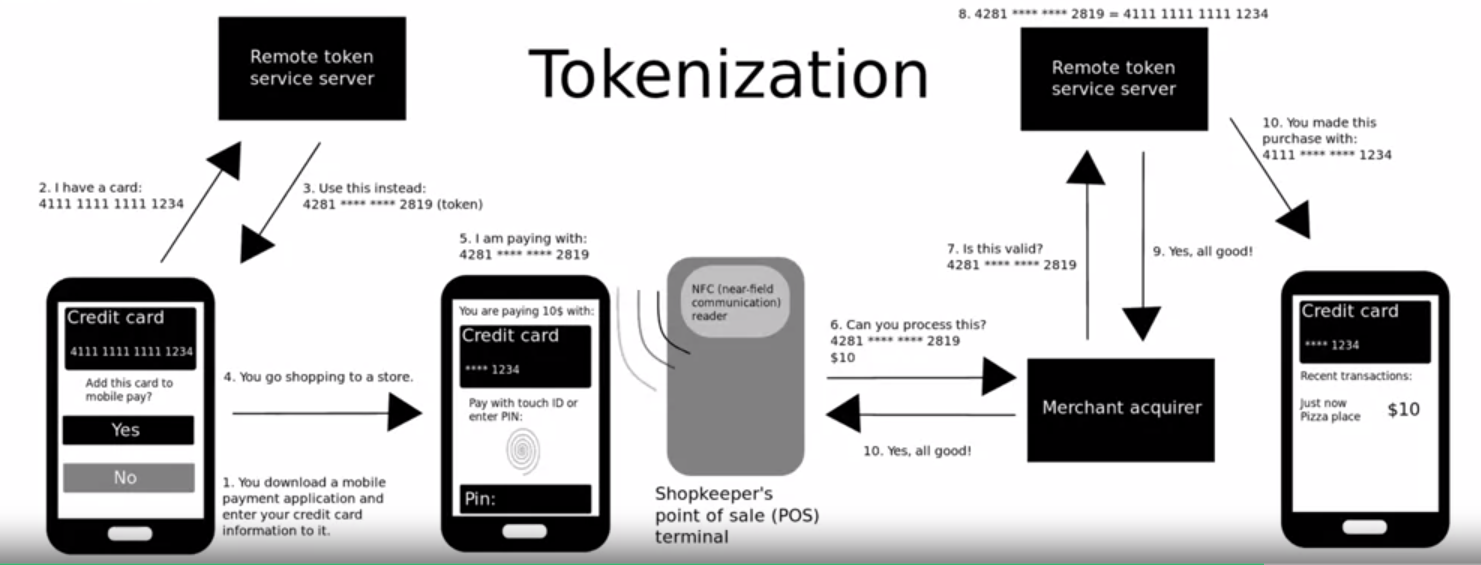 Tokenization
Remote token
service server
2. I have a card:
4111 1111 1111 1234
3. Use this instead:
4281 **** **** 2819 (token)
Credit card
4111 1111 1111 1234
Add this card to
mobile pay?
Yes
No
4. You go shopping to a store.
1. You download a mobile
payment application and
enter your credit card
information to it.
5. I am paying with:
4281 **** **** 2819
You are paying 10$ with:
Credit card
**** 1234
Pay with touch ID or
enter PIN:
Pin:
NFC (near-field
communication)
reader
Shopkeeper's
point of sale (POS)
terminal
6. Can you process this?
4281 **** **** 2819
$10
10. Yes, all good!
Merchant acquirer
7. Is this valid?
4281 **** **** 2819
9. Yes, all good!
8. 4281 **** **** 2819 = 4111 1111 1111 1234
Remote token
service server
10. You made this
purchase with:
4111 **** **** 1234
Credit card
**** 1234
Recent transactions:
Just now
Pizza place
$10